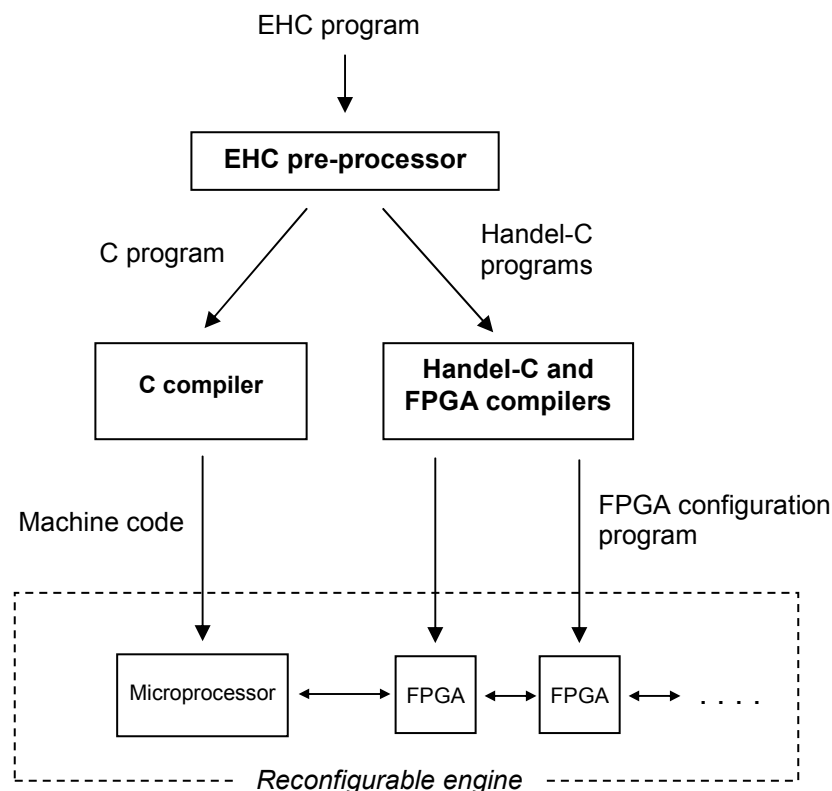 EHC program
EHC pre-processor
C program
Handel-C
programs
C compiler
Handel-C and
FPGA compilers
Machine code
FPGA configuration
program
Microprocessor
FPGA
FPGA
. . . .
Reconfigurable engine